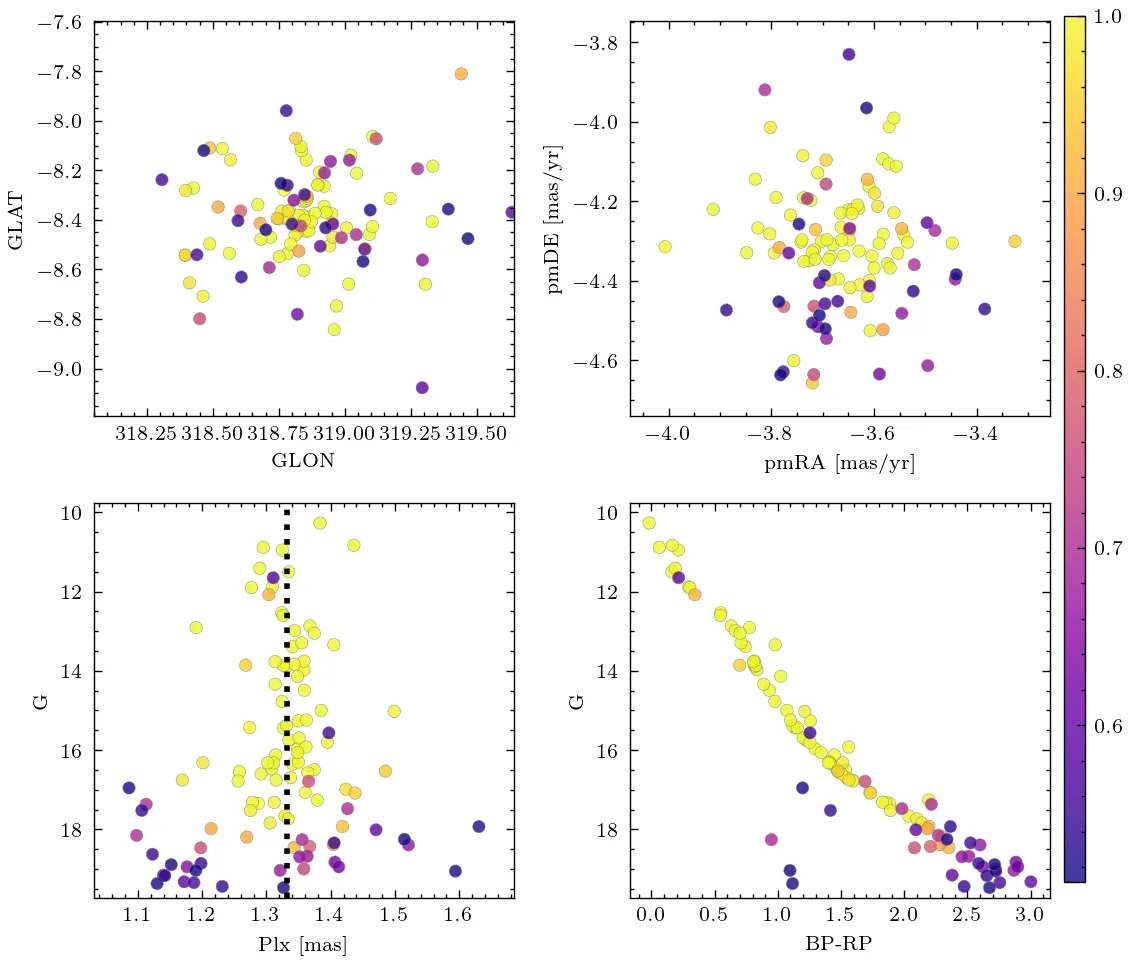 −7.6
−7.8
−8.0
−8.2
−8.4
−8.6
−8.8
−9.0
GLAT
318.25 318.50 318.75 319.00 319.25 319.50
GLON
−3.8
−4.0
−4.2
−4.4
−4.6
pmDE [mas/yr]
−4.0 −3.8 −3.6 −3.4
pmRA [mas/yr]
1.0
0.9
0.8
0.7
0.6
10
12
14
16
18
G
1.1 1.2 1.3 1.4 1.5 1.6
Plx [mas]
10
12
14
16
18
G
0.0 0.5 1.0 1.5 2.0 2.5 3.0
BP-RP